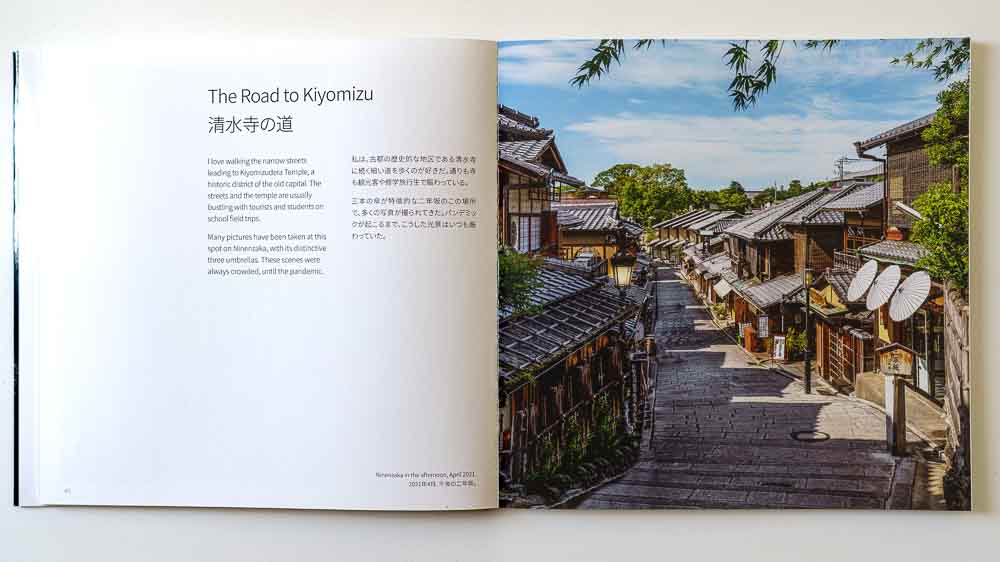 The Road to Kiyomizu
清水寺の道
I love walking the narrow streets
leading to Kiyomizudera Temple, a
historic district of the old capital. The
streets and the temple are usually
bustling with tourists and students on
school field trips.
Many pictures have been taken at this
spot on Ninenzaka, with its distinctive
three umbrellas. These scenes were
always crowded, until the pandemic.
私は、古都の歴史的な地区である清水寺
に続く細い道を歩くのが好きだ。通りも寺
も観光客や修学旅行生で賑わっている。
三本の傘が特徴的な二年坂のこの場所
で、多くの写真が撮られてきた。パンデミッ
クが起こるまで、こうした光景はいつも賑
わっていた。
Ninenzaka in the afternoon, April 2021.
2021年4月、午後の二年坂。